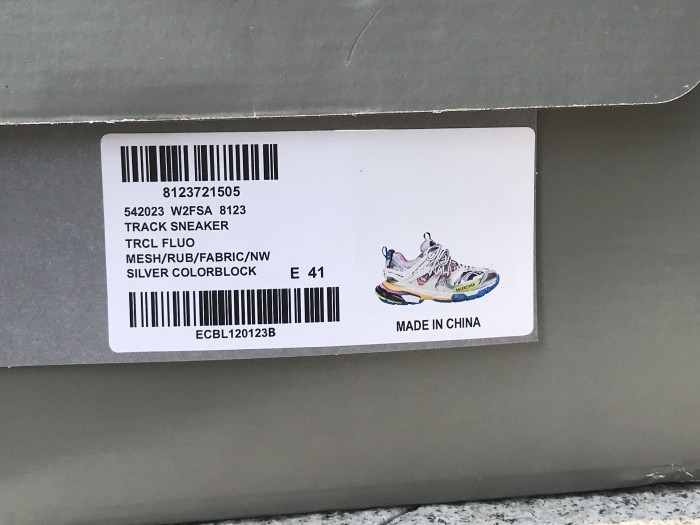 8123721505
542023 W2FSA 8123
TRACK SNEAKER
TRCL FLUO
MESH/RUB/FABRIC/NW
SILVER COLORBLOCK E 41
ECBL120123B
MADE IN CHINA